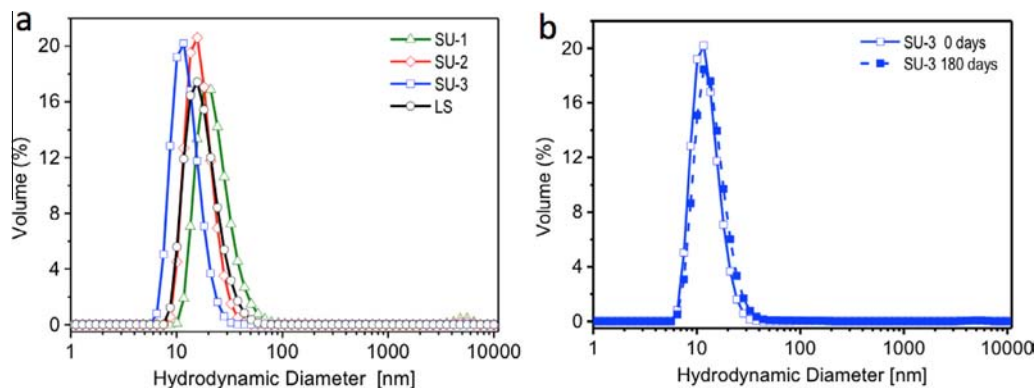 a
20
16
12
8
4
0
Volume (%)
SU-1
SU-2
SU-3
LS
1 10 100 1000 10000
Hydrodynamic Diameter [nm]
b
20
16
12
8
4
0
Volume (%)
SU-3 0 days
SU-3 180 days
1 10 100 1000 10000
Hydrodynamic Diameter [nm]